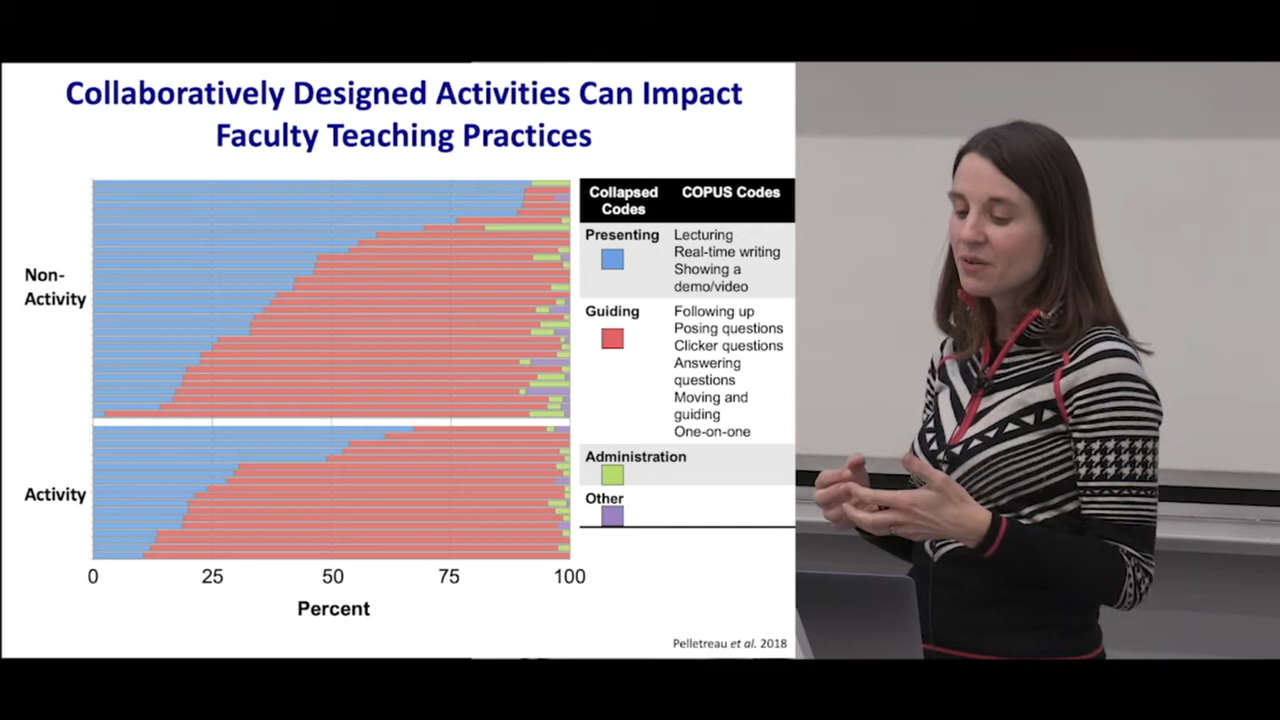 Collaboratively Designed Activities Can Impact
Faculty Teaching Practices
Non-
Activity
Activity
0 25 50 75 100
Percent
Collapsed COPUS Codes
Codes
Presenting Lecturing
Real-time writing
Showing a
demo/video
Guiding Following up
Posing questions
Clicker questions
Answering
questions
Moving and
guiding
One-on-one
Administration
Other
Pelletreau et al. 2018